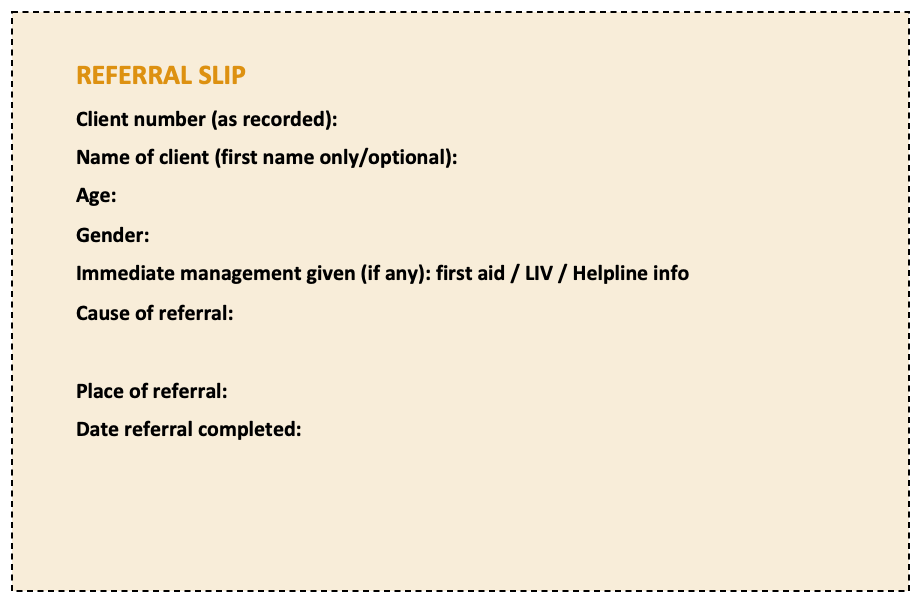 REFERRAL SLIP
Client number (as recorded):
Name of client (first name only/optional):
Age:
Gender:
Immediate management given (if any): first aid / LIV / Helpline info
Cause of referral:
Place of referral:
Date referral completed: